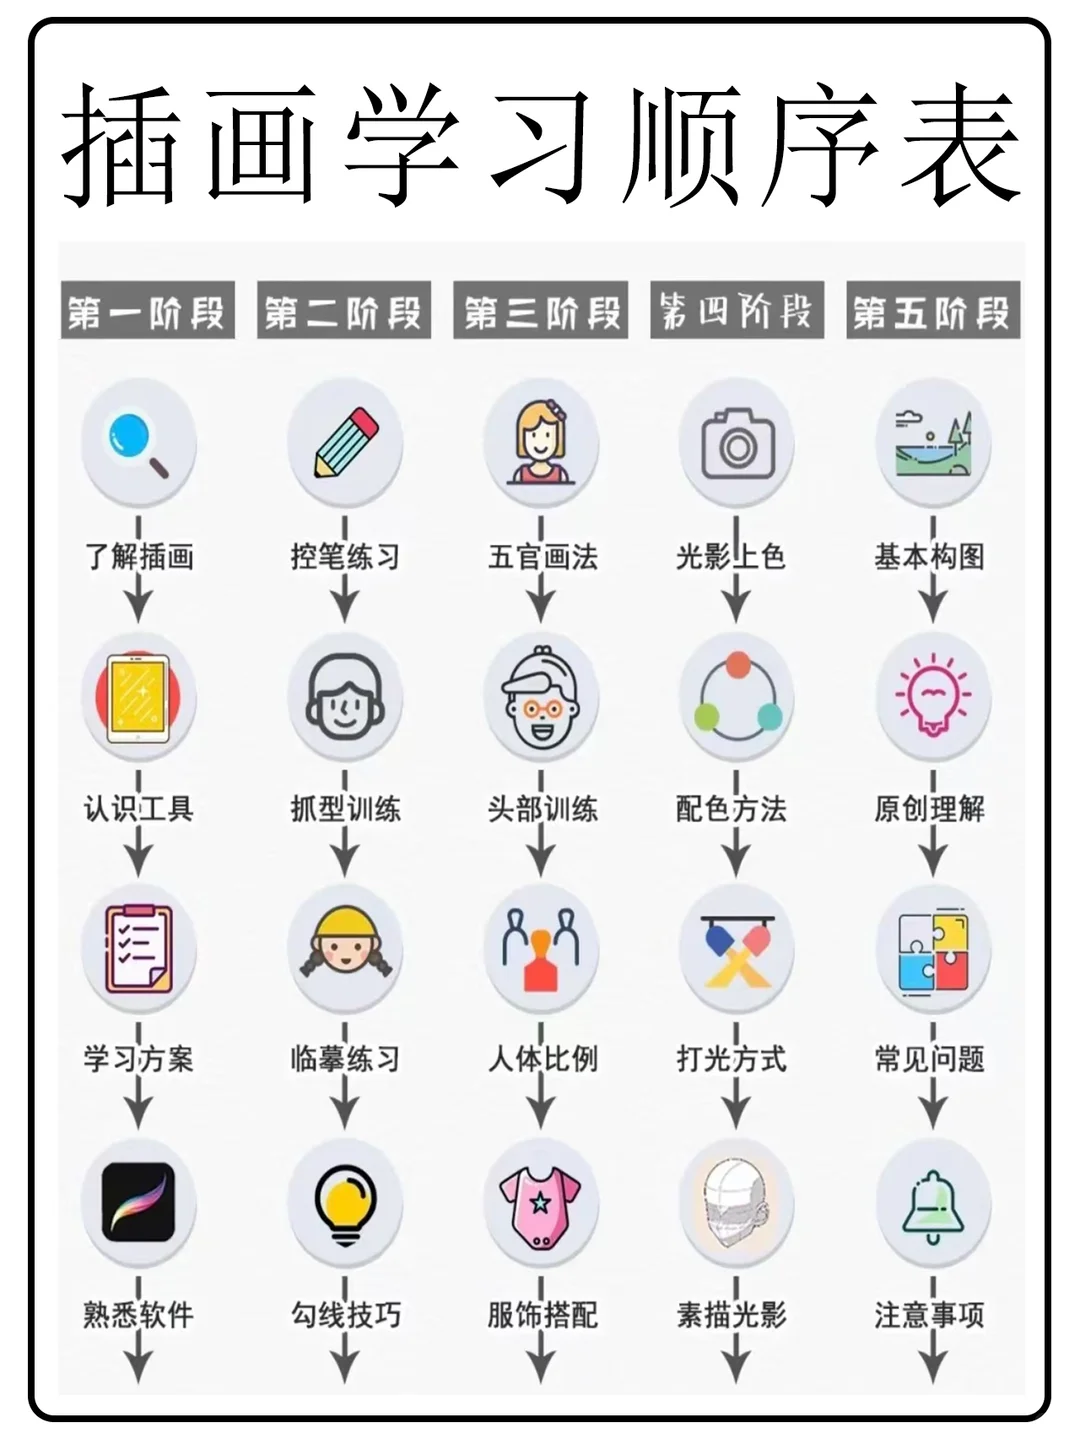 插画学习顺序表
第一阶段 第二阶段 第三阶段 第四阶段 第五阶段
了解插画 控笔练习 五官画法 光影上色 基本构图
认识工具 抓型训练 头部训练 配色方法 原创理解
学习方案 临摹练习 人体比例 打光方式 常见问题
熟悉软件 勾线技巧 服饰搭配 素描光影 注意事项